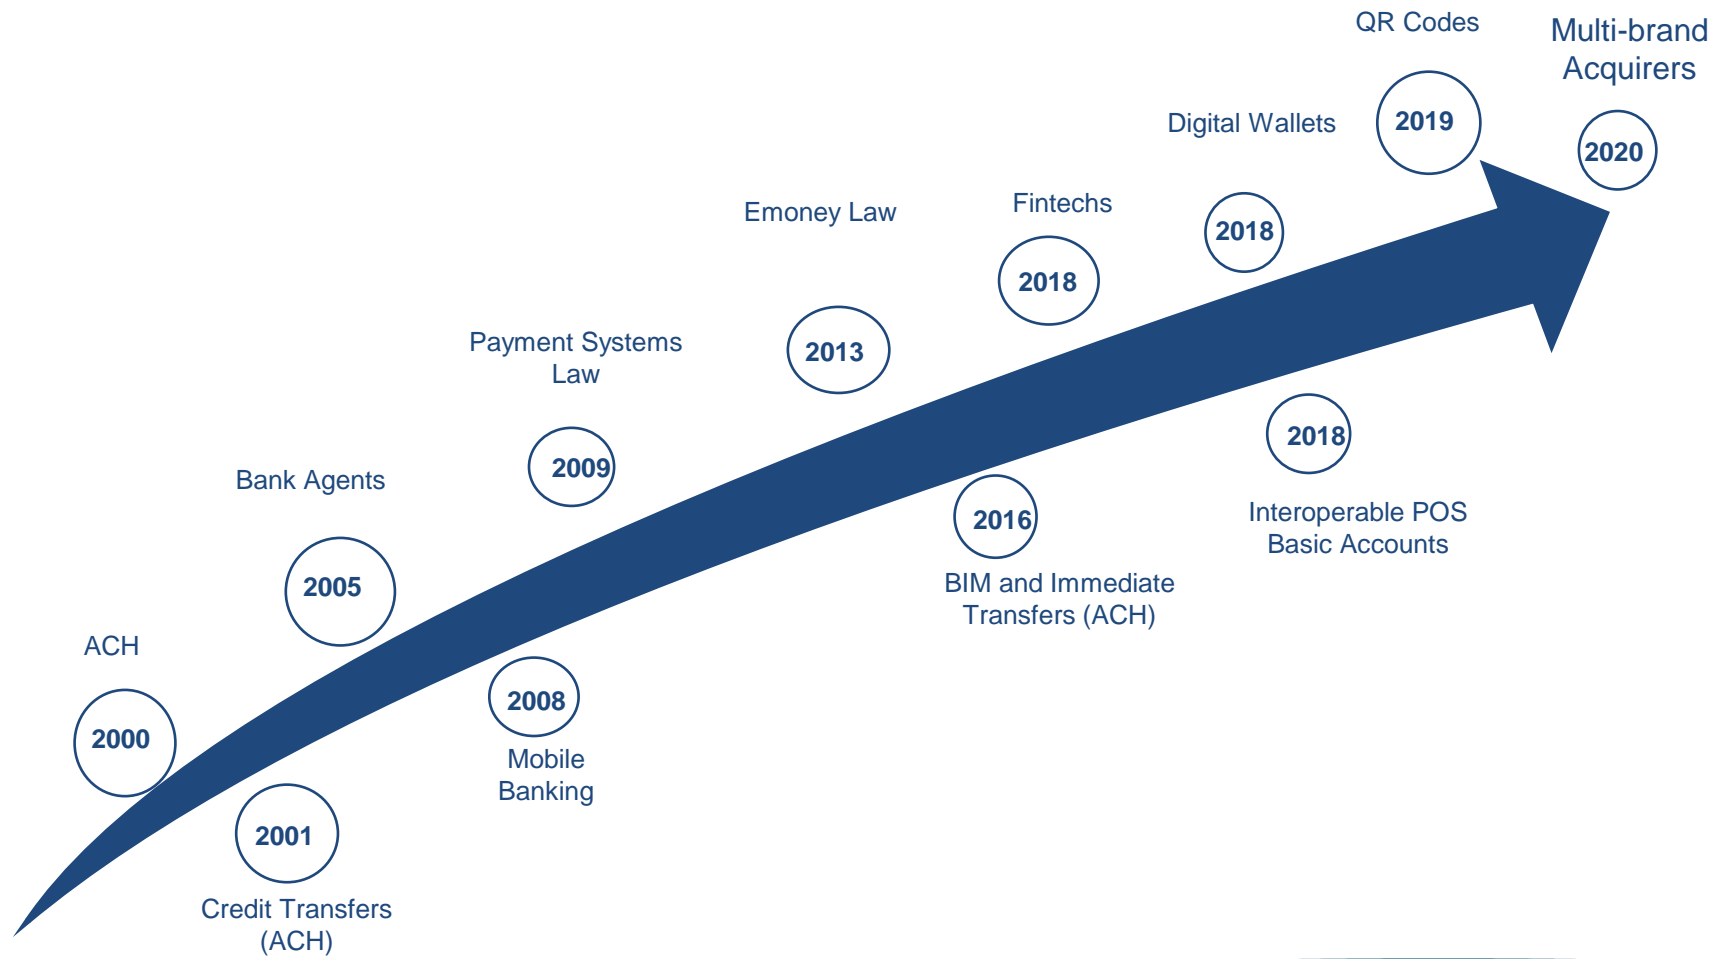 QR Codes
Multi-brand
Acquirers
2019
Digital Wallets
2020
Fintechs
Emoney Law
2018
2018
Payment Systems
Law
2013
2018
2009
Bank Agents
Interoperable POS
Basic Accounts
2016
BIM and Immediate
Transfers (ACH)
2005
ACH
2008
Mobile
Banking
2000
2001
Credit Transfers
(ACH)